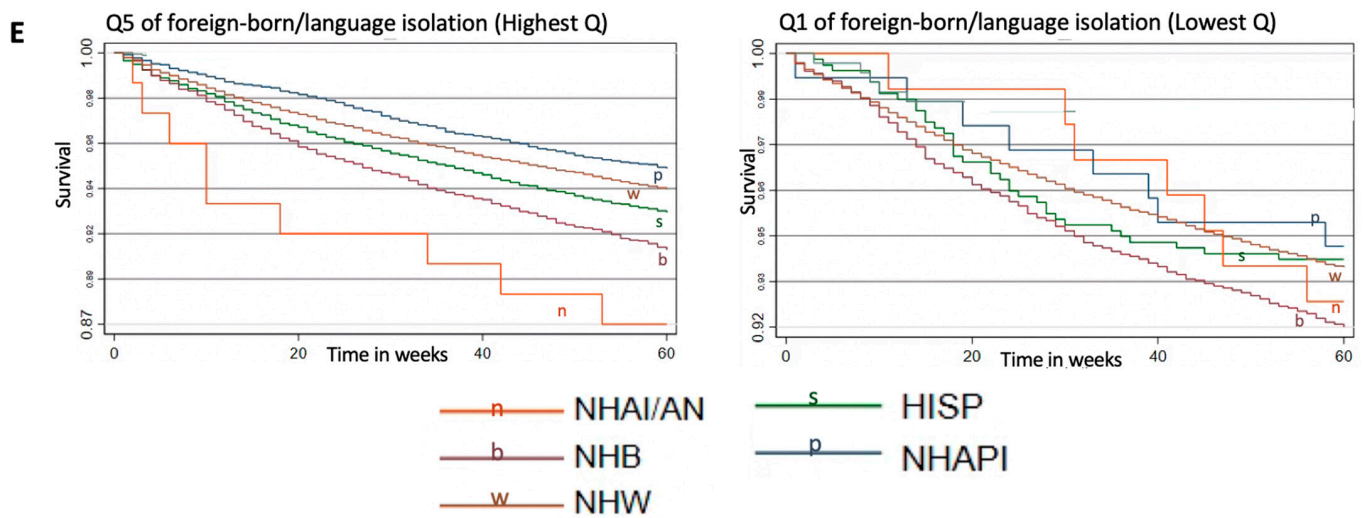 E
Q5 of foreign-born/language isolation (Highest Q)
Q1 of foreign-born/language isolation (Lowest Q)
Survival
1.00
0.98
0.96
0.94
0.92
0.89
0.87
p
w
s
b
n
0
20
40
60
Time in weeks
Survival
1.00
0.99
0.97
0.96
0.95
0.93
0.92
p
s
w
n
b
0
20
40
60
Time in weeks
n NHAI/AN
b NHB
w NHW
s HISP
p NHAPI